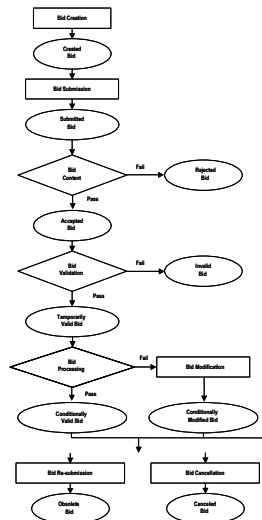 Bid Creation
Created
Bid
Bid Submission
Submitted
Bid
Bid
Content
Fail
Rejected
Bid
Pass
Accepted
Bid
Bid
Validation
Fail
Invalid
Bid
Pass
Temporarily
Valid Bid
Bid
Processing
Fail
Bid Modification
Pass
Conditionally
Valid Bid
Conditionally
Modified Bid
Bid Re-submission
Bid Cancellation
Obsolete
Bid
Canceled
Bid